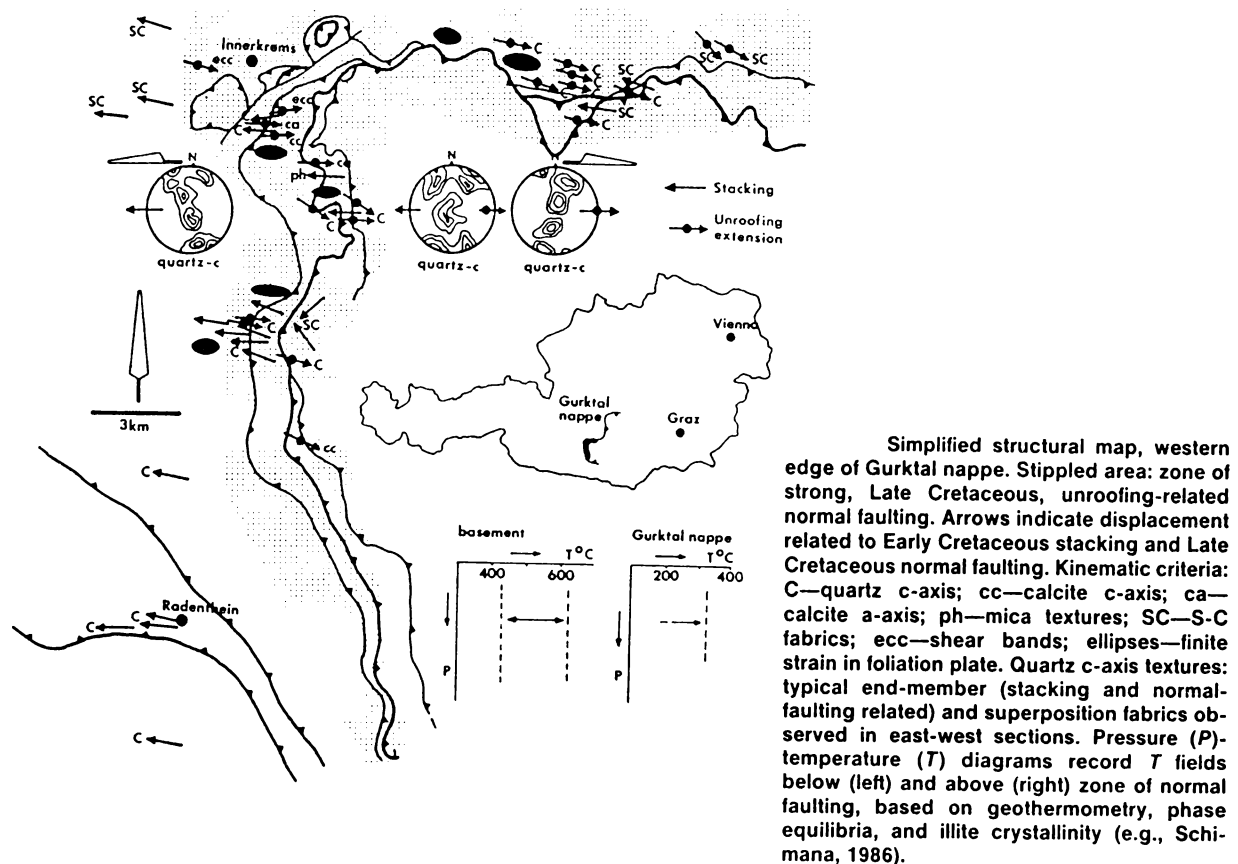 SC
Innerkrems
ecc
C
SC
SC
C
C
C
SC
C
SC
C
SC
SC
ecc
C
ca
cc
C
ph
C
C
N
quartz-c
N
quartz-c
N
quartz-c
Stacking
Unroofing
extension
C
SC
C
C
3km
cc
C
Radenthein
C
C
C
Vienna
Gurktal
nappe
Graz
basement
T°C
400
600
P
Gurktal nappe
T°C
200
400
P
Simplified structural map, western
edge of Gurktal nappe. Stippled area: zone of
strong, Late Cretaceous, unroofing-related
normal faulting. Arrows indicate displacement
related to Early Cretaceous stacking and Late
Cretaceous normal faulting. Kinematic criteria:
C—quartz c-axis; cc—calcite c-axis; ca—
calcite a-axis; ph—mica textures; SC—S-C
fabrics; ecc—shear bands; ellipses—finite
strain in foliation plate. Quartz c-axis textures:
typical end-member (stacking and normal-
faulting related) and superposition fabrics ob-
served in east-west sections. Pressure (P)-
temperature (T) diagrams record T fields
below (left) and above (right) zone of normal
faulting, based on geothermometry, phase
equilibria, and illite crystallinity (e.g., Schi-
mana, 1986).